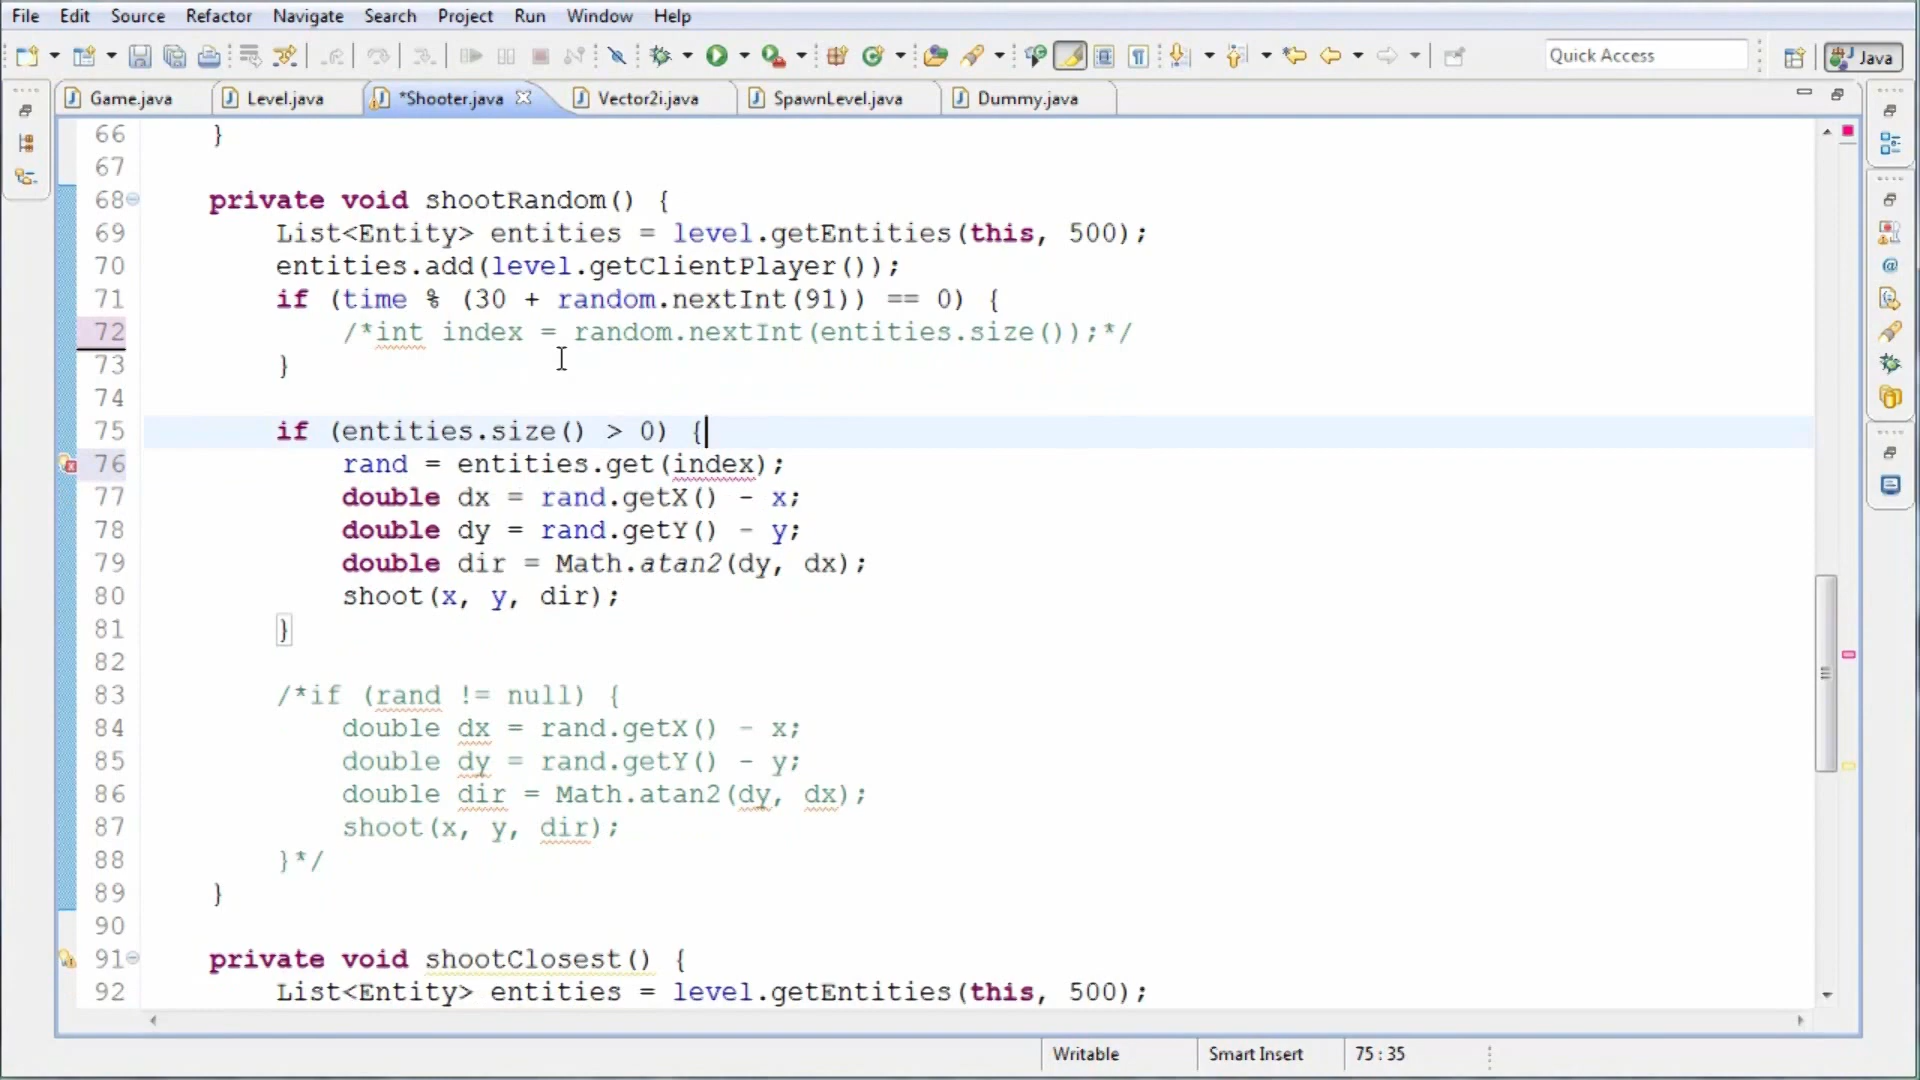 File Edit Source Refactor Navigate Search Project Run Window Help
Quick Access Java
Game.java Level.java *Shooter.java Vector2i.java SpawnLevel.java Dummy.java
66 }
67
68 private void shootRandom() {
69 List<Entity> entities = level.getEntities(this, 500);
70 entities.add(level.getClientPlayer());
71 if (time % (30 + random.nextInt(91)) == 0) {
72 /*int index = random.nextInt(entities.size());*/
73 }
74
75 if (entities.size() > 0) {
76 rand = entities.get(index);
77 double dx = rand.getX() - x;
78 double dy = rand.getY() - y;
79 double dir = Math.atan2(dy, dx);
80 shoot(x, y, dir);
81 }
82
83 /*if (rand != null) {
84 double dx = rand.getX() - x;
85 double dy = rand.getY() - y;
86 double dir = Math.atan2(dy, dx);
87 shoot(x, y, dir);
88 }*/
89 }
90
91 private void shootClosest() {
92 List<Entity> entities = level.getEntities(this, 500);
Writable Smart Insert 75 : 35